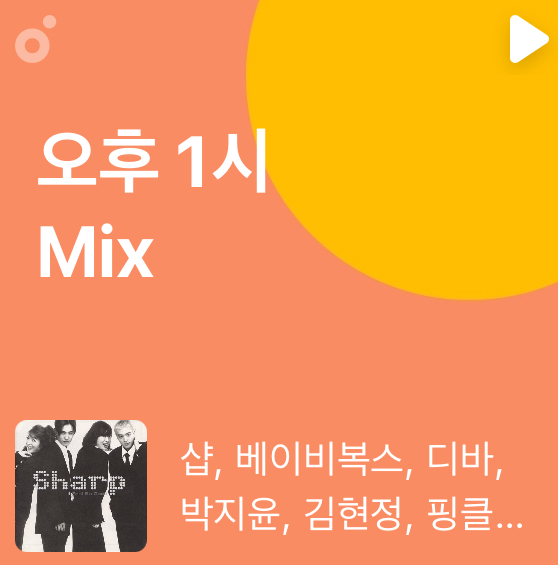 오후 1시
Mix
Sharp
샵, 베이비복스, 디바,
박지윤, 김현정, 핑클...